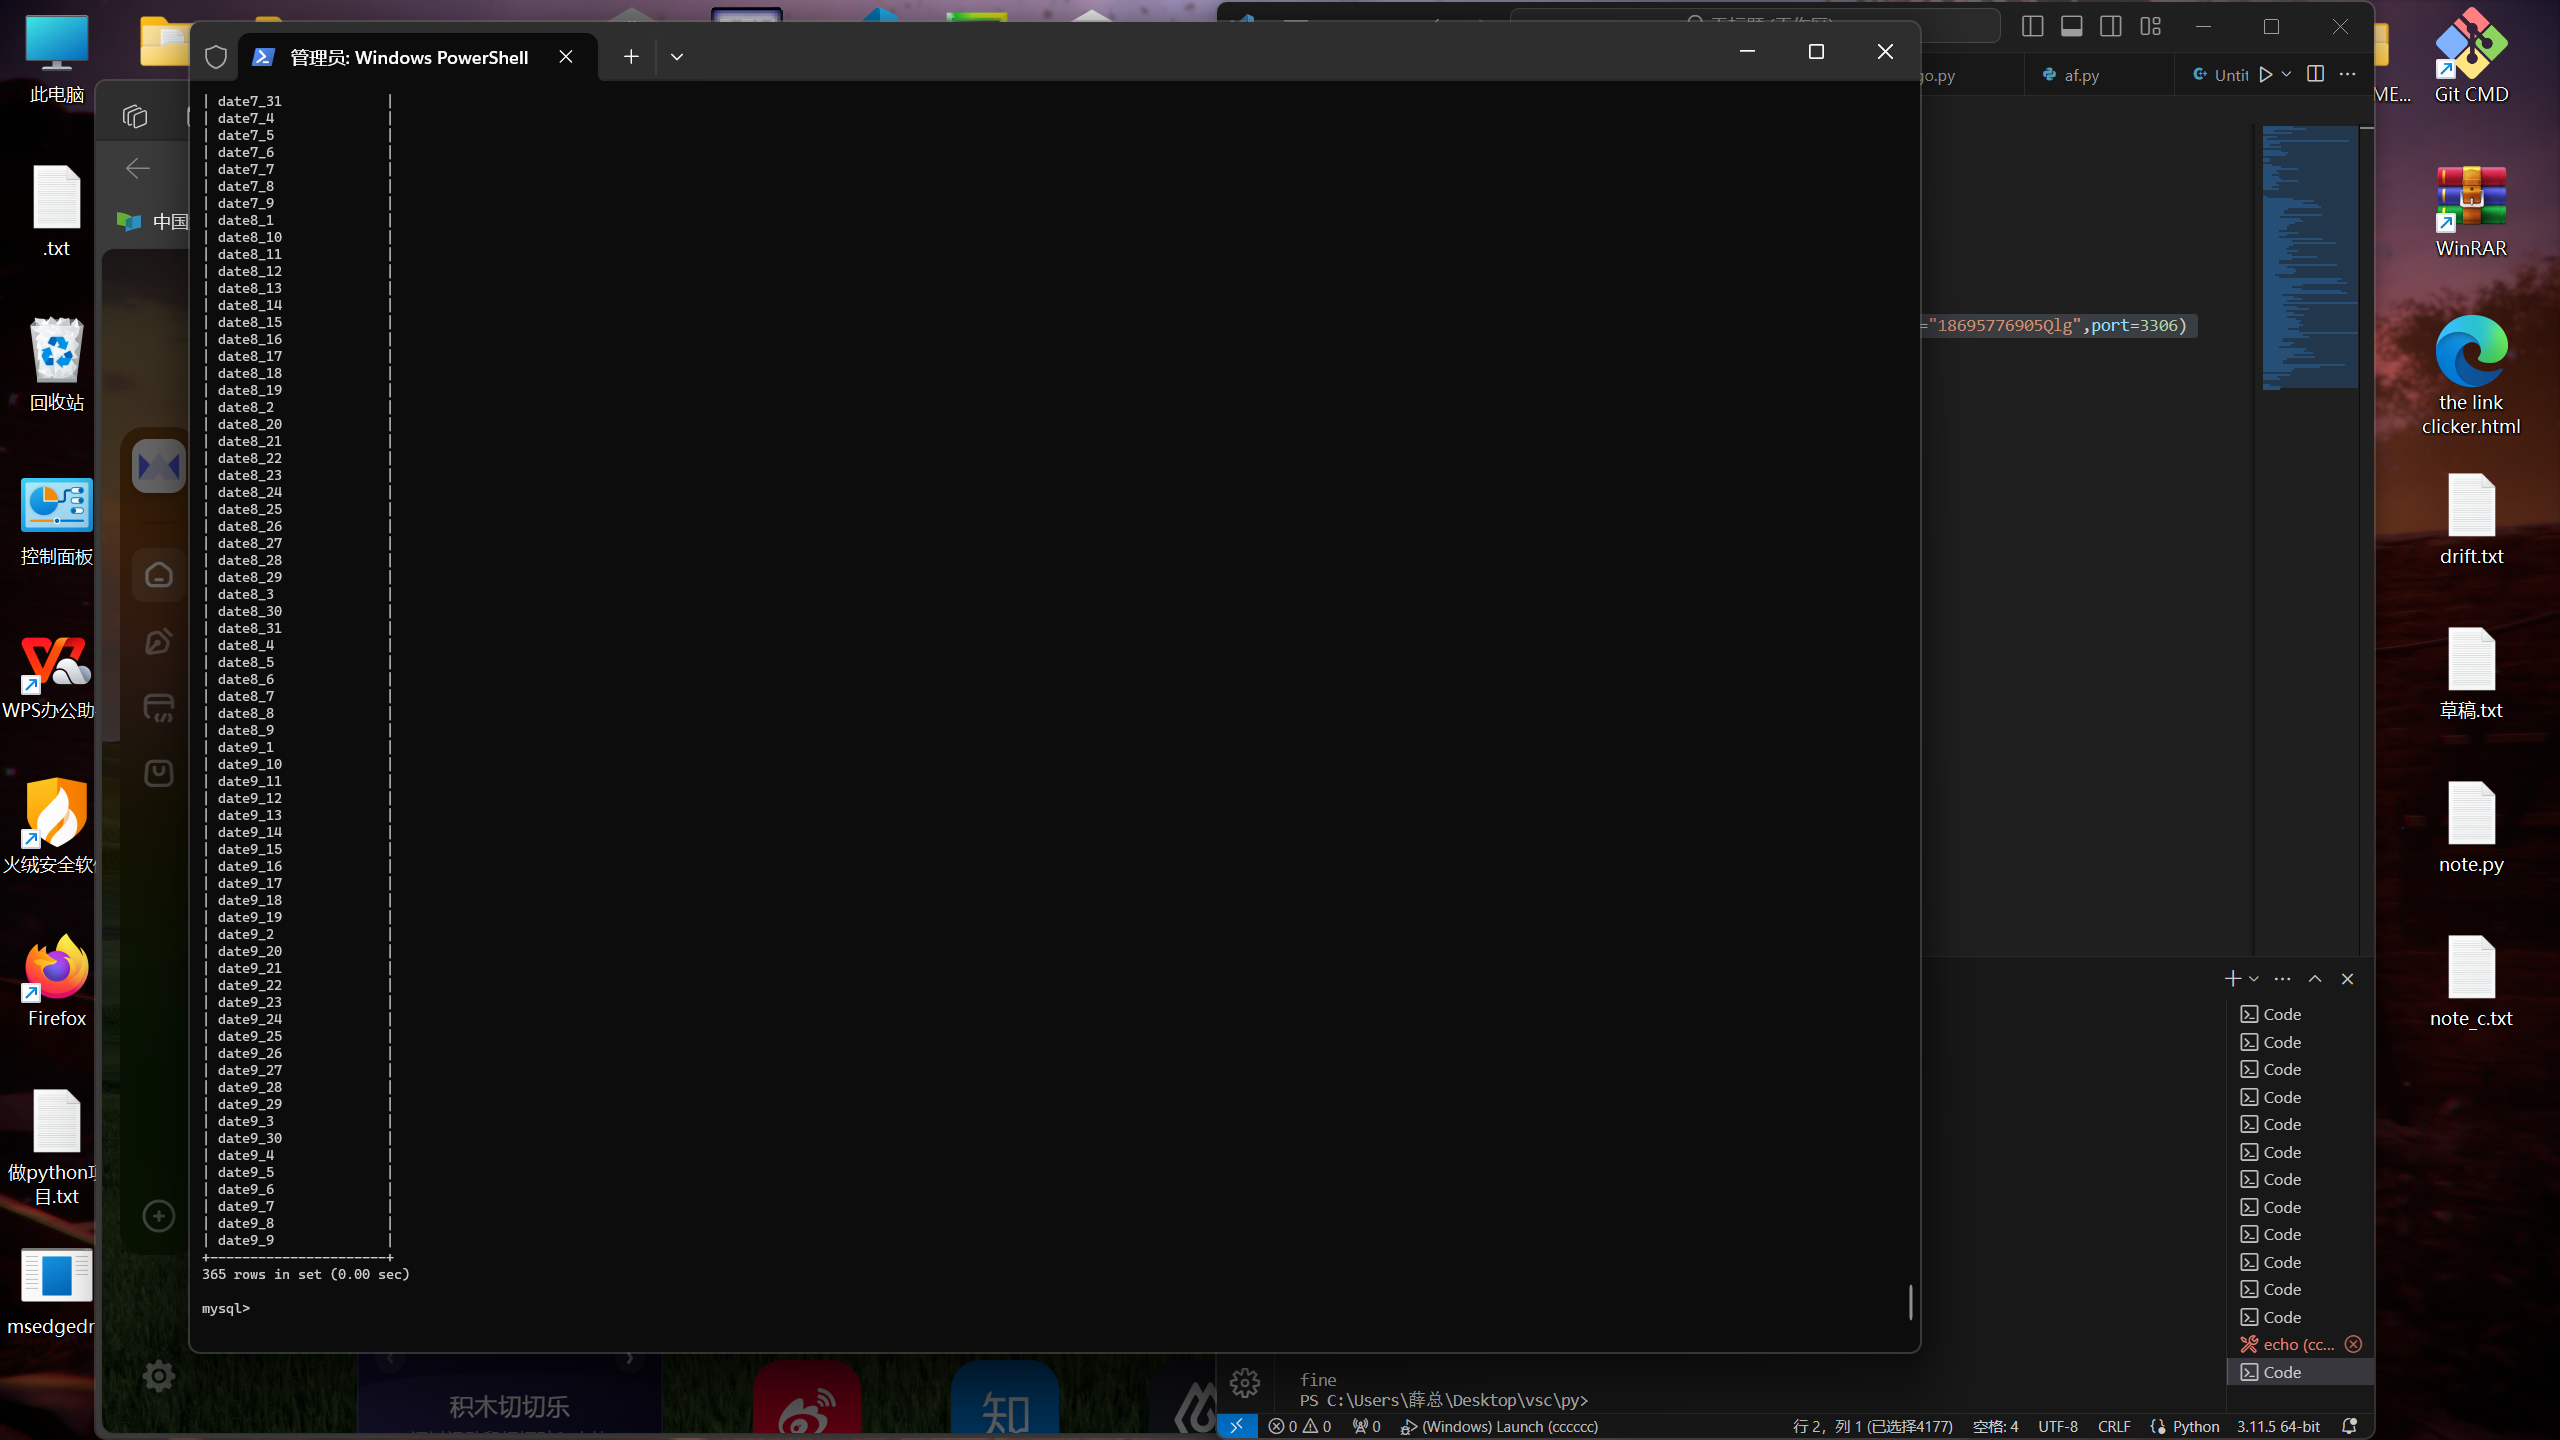 此电脑
.txt
回收站
控制面板
WPS办公助
火绒安全软
Firefox
做python项
目.txt
msedgedr
中国
管理员: Windows PowerShell
| date7_31 |
| date7_4 |
| date7_5 |
| date7_6 |
| date7_7 |
| date7_8 |
| date7_9 |
| date8_1 |
| date8_10 |
| date8_11 |
| date8_12 |
| date8_13 |
| date8_14 |
| date8_15 |
| date8_16 |
| date8_17 |
| date8_18 |
| date8_19 |
| date8_2 |
| date8_20 |
| date8_21 |
| date8_22 |
| date8_23 |
| date8_24 |
| date8_25 |
| date8_26 |
| date8_27 |
| date8_28 |
| date8_29 |
| date8_3 |
| date8_30 |
| date8_31 |
| date8_4 |
| date8_5 |
| date8_6 |
| date8_7 |
| date8_8 |
| date8_9 |
| date9_1 |
| date9_10 |
| date9_11 |
| date9_12 |
| date9_13 |
| date9_14 |
| date9_15 |
| date9_16 |
| date9_17 |
| date9_18 |
| date9_19 |
| date9_2 |
| date9_20 |
| date9_21 |
| date9_22 |
| date9_23 |
| date9_24 |
| date9_25 |
| date9_26 |
| date9_27 |
| date9_28 |
| date9_29 |
| date9_3 |
| date9_30 |
| date9_4 |
| date9_5 |
| date9_6 |
| date9_7 |
| date9_8 |
| date9_9 |
+----------------------+
365 rows in set (0.00 sec)
mysql>
积木切切乐
知
go.py
af.py
Untit
="18695776905Qlg",port=3306)
Code
Code
Code
Code
Code
Code
Code
Code
Code
Code
Code
Code
echo (cc...
Code
fine
PS C:\Users\薛总\Desktop\vsc\py>
0 0 0 (Windows) Launch (cccccc)
行 2，列 1 (已选择4177) 空格: 4 UTF-8 CRLF Python 3.11.5 64-bit
ME...
Git CMD
WinRAR
the link
clicker.html
drift.txt
草稿.txt
note.py
note_c.txt